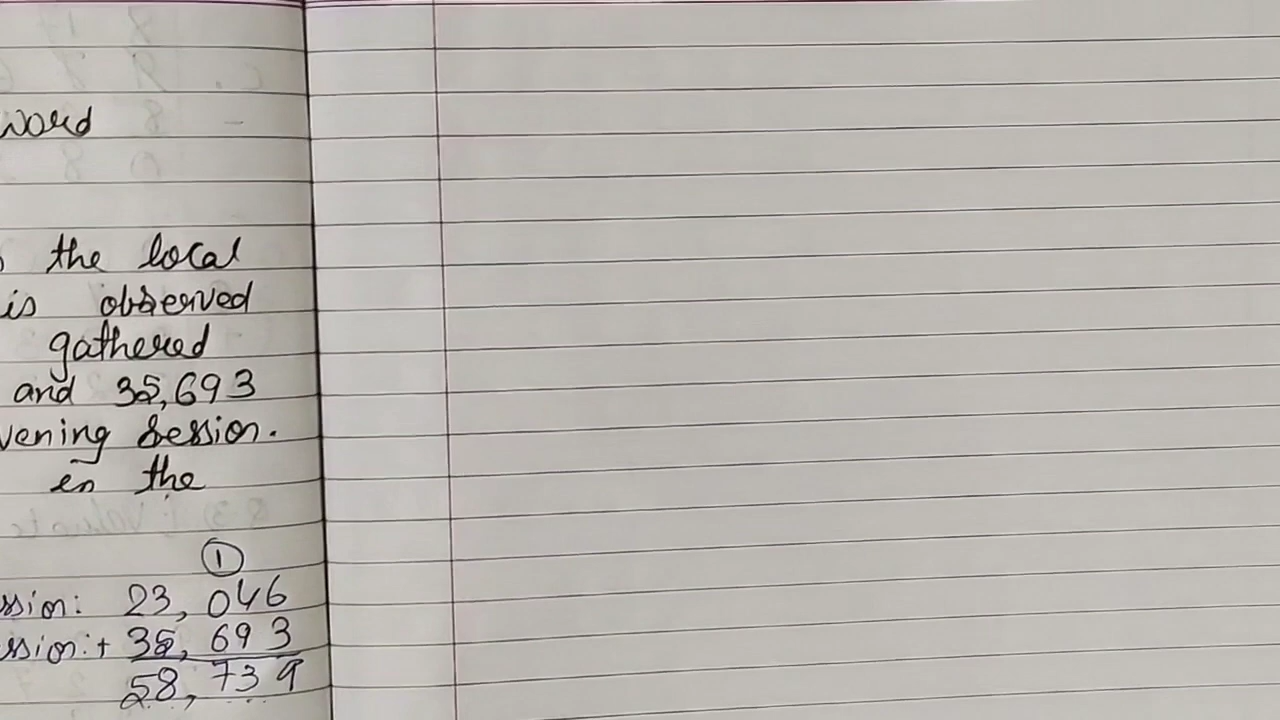 word
the local
is observed
gathered
and 35,693
vening session.
in the
①
ssion: 23,046
ssion: + 35,693
58,739